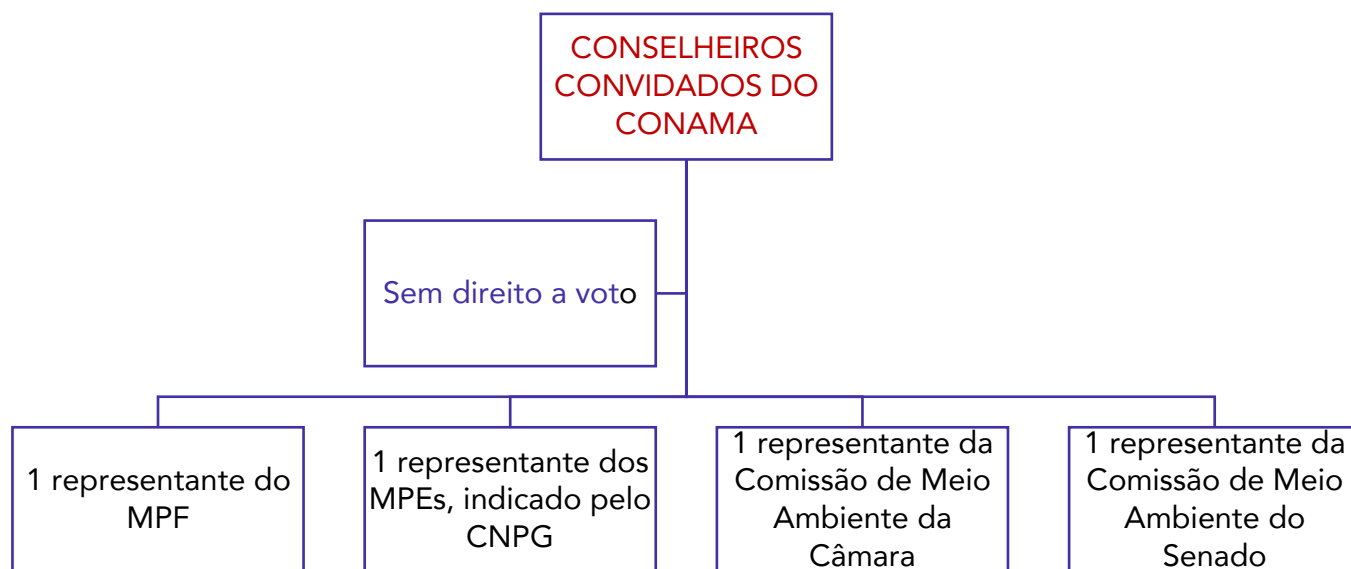 CONSELHEIROS
CONVIDADOS DO
CONAMA
Sem direito a voto
1 representante do
MPF
1 representante dos
MPEs, indicado pelo
CNPG
1 representante da
Comissão de Meio
Ambiente da
Câmara
1 representante da
Comissão de Meio
Ambiente do
Senado